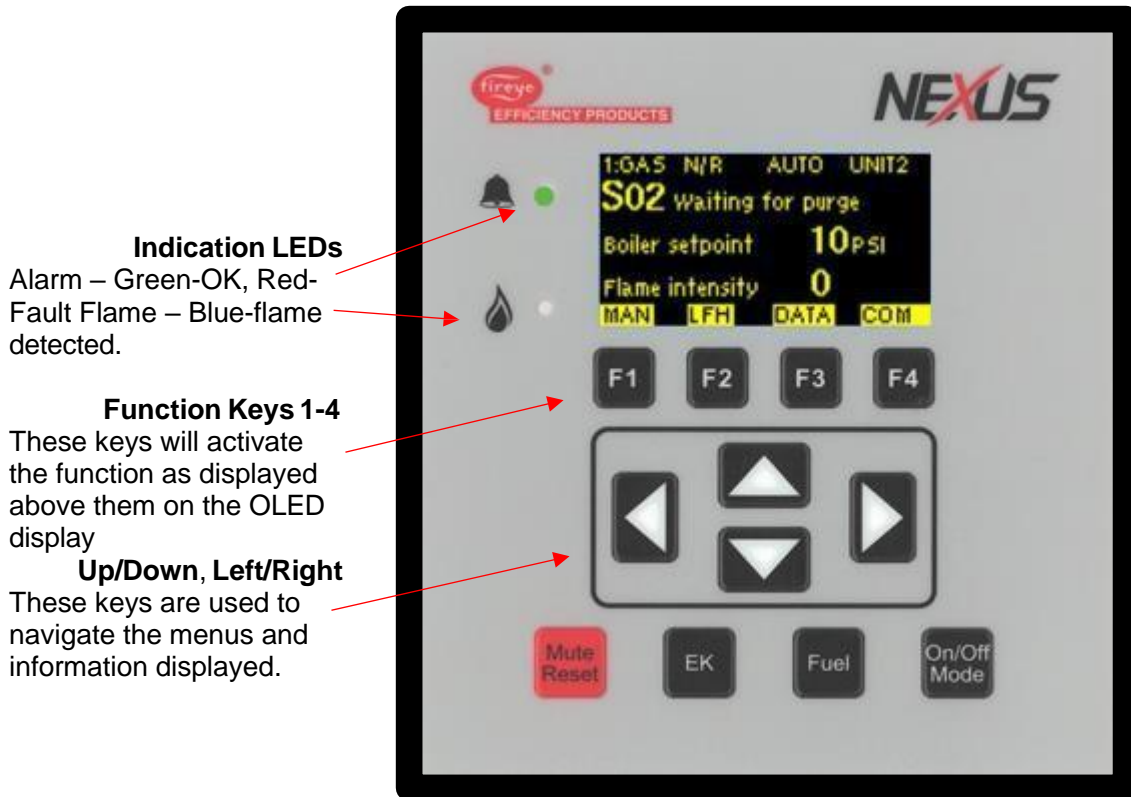 fireye
EFFICIENCY PRODUCTS
NEXUS
1:GAS N/R AUTO UNIT2
S02 Waiting for purge
Boiler setpoint 10PSI
Flame intensity 0
MAN LFH DATA COM
Indication LEDs
Alarm – Green-OK, Red-
Fault Flame – Blue-flame
detected.
F1 F2 F3 F4
Function Keys 1-4
These keys will activate
the function as displayed
above them on the OLED
display
Up/Down, Left/Right
These keys are used to
navigate the menus and
information displayed.
Mute
Reset
EK
Fuel
On/Off
Mode